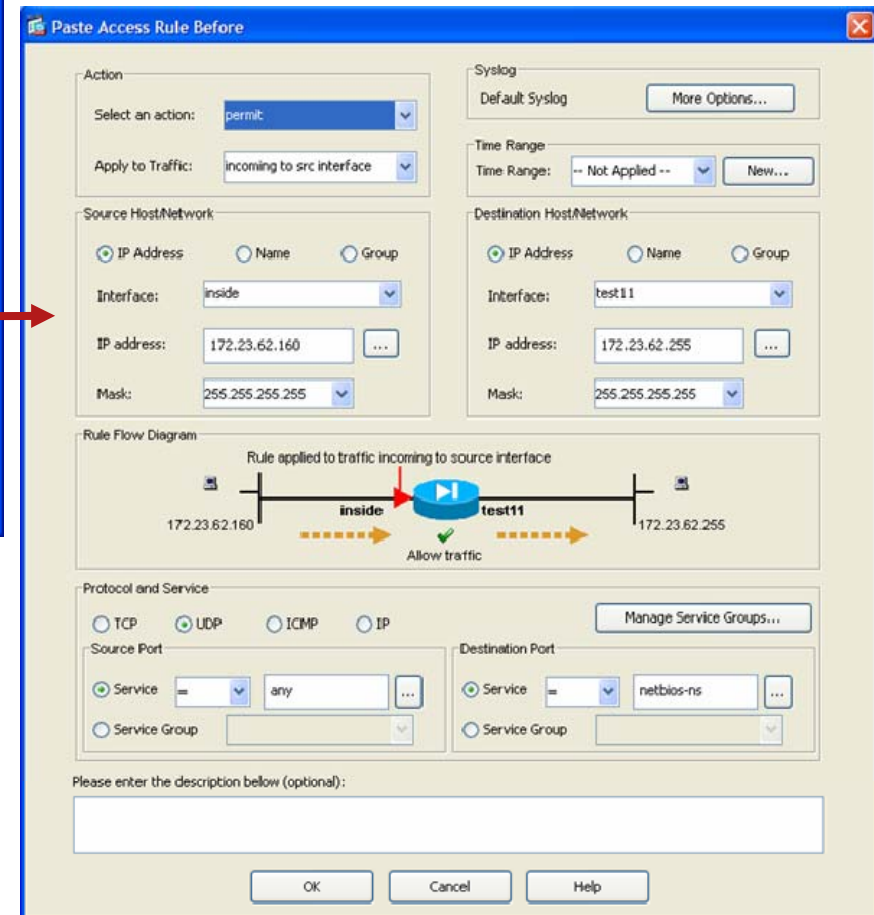 Paste Access Rule Before
Action
Select an action: permit
Apply to Traffic: incoming to src interface
Syslog
Default Syslog More Options...
Time Range
Time Range: -- Not Applied -- New...
Source Host/Network
IP Address Name Group
Interface: inside
IP address: 172.23.62.160 ...
Mask: 255.255.255.255
Destination Host/Network
IP Address Name Group
Interface: test11
IP address: 172.23.62.255 ...
Mask: 255.255.255.255
Rule Flow Diagram
Rule applied to traffic incoming to source interface
inside test11
172.23.62.160 172.23.62.255
Allow traffic
Protocol and Service
TCP UDP ICMP IP Manage Service Groups...
Source Port
Service = any ...
Service Group
Destination Port
Service = netbios-ns ...
Service Group
Please enter the description below (optional):
OK Cancel Help